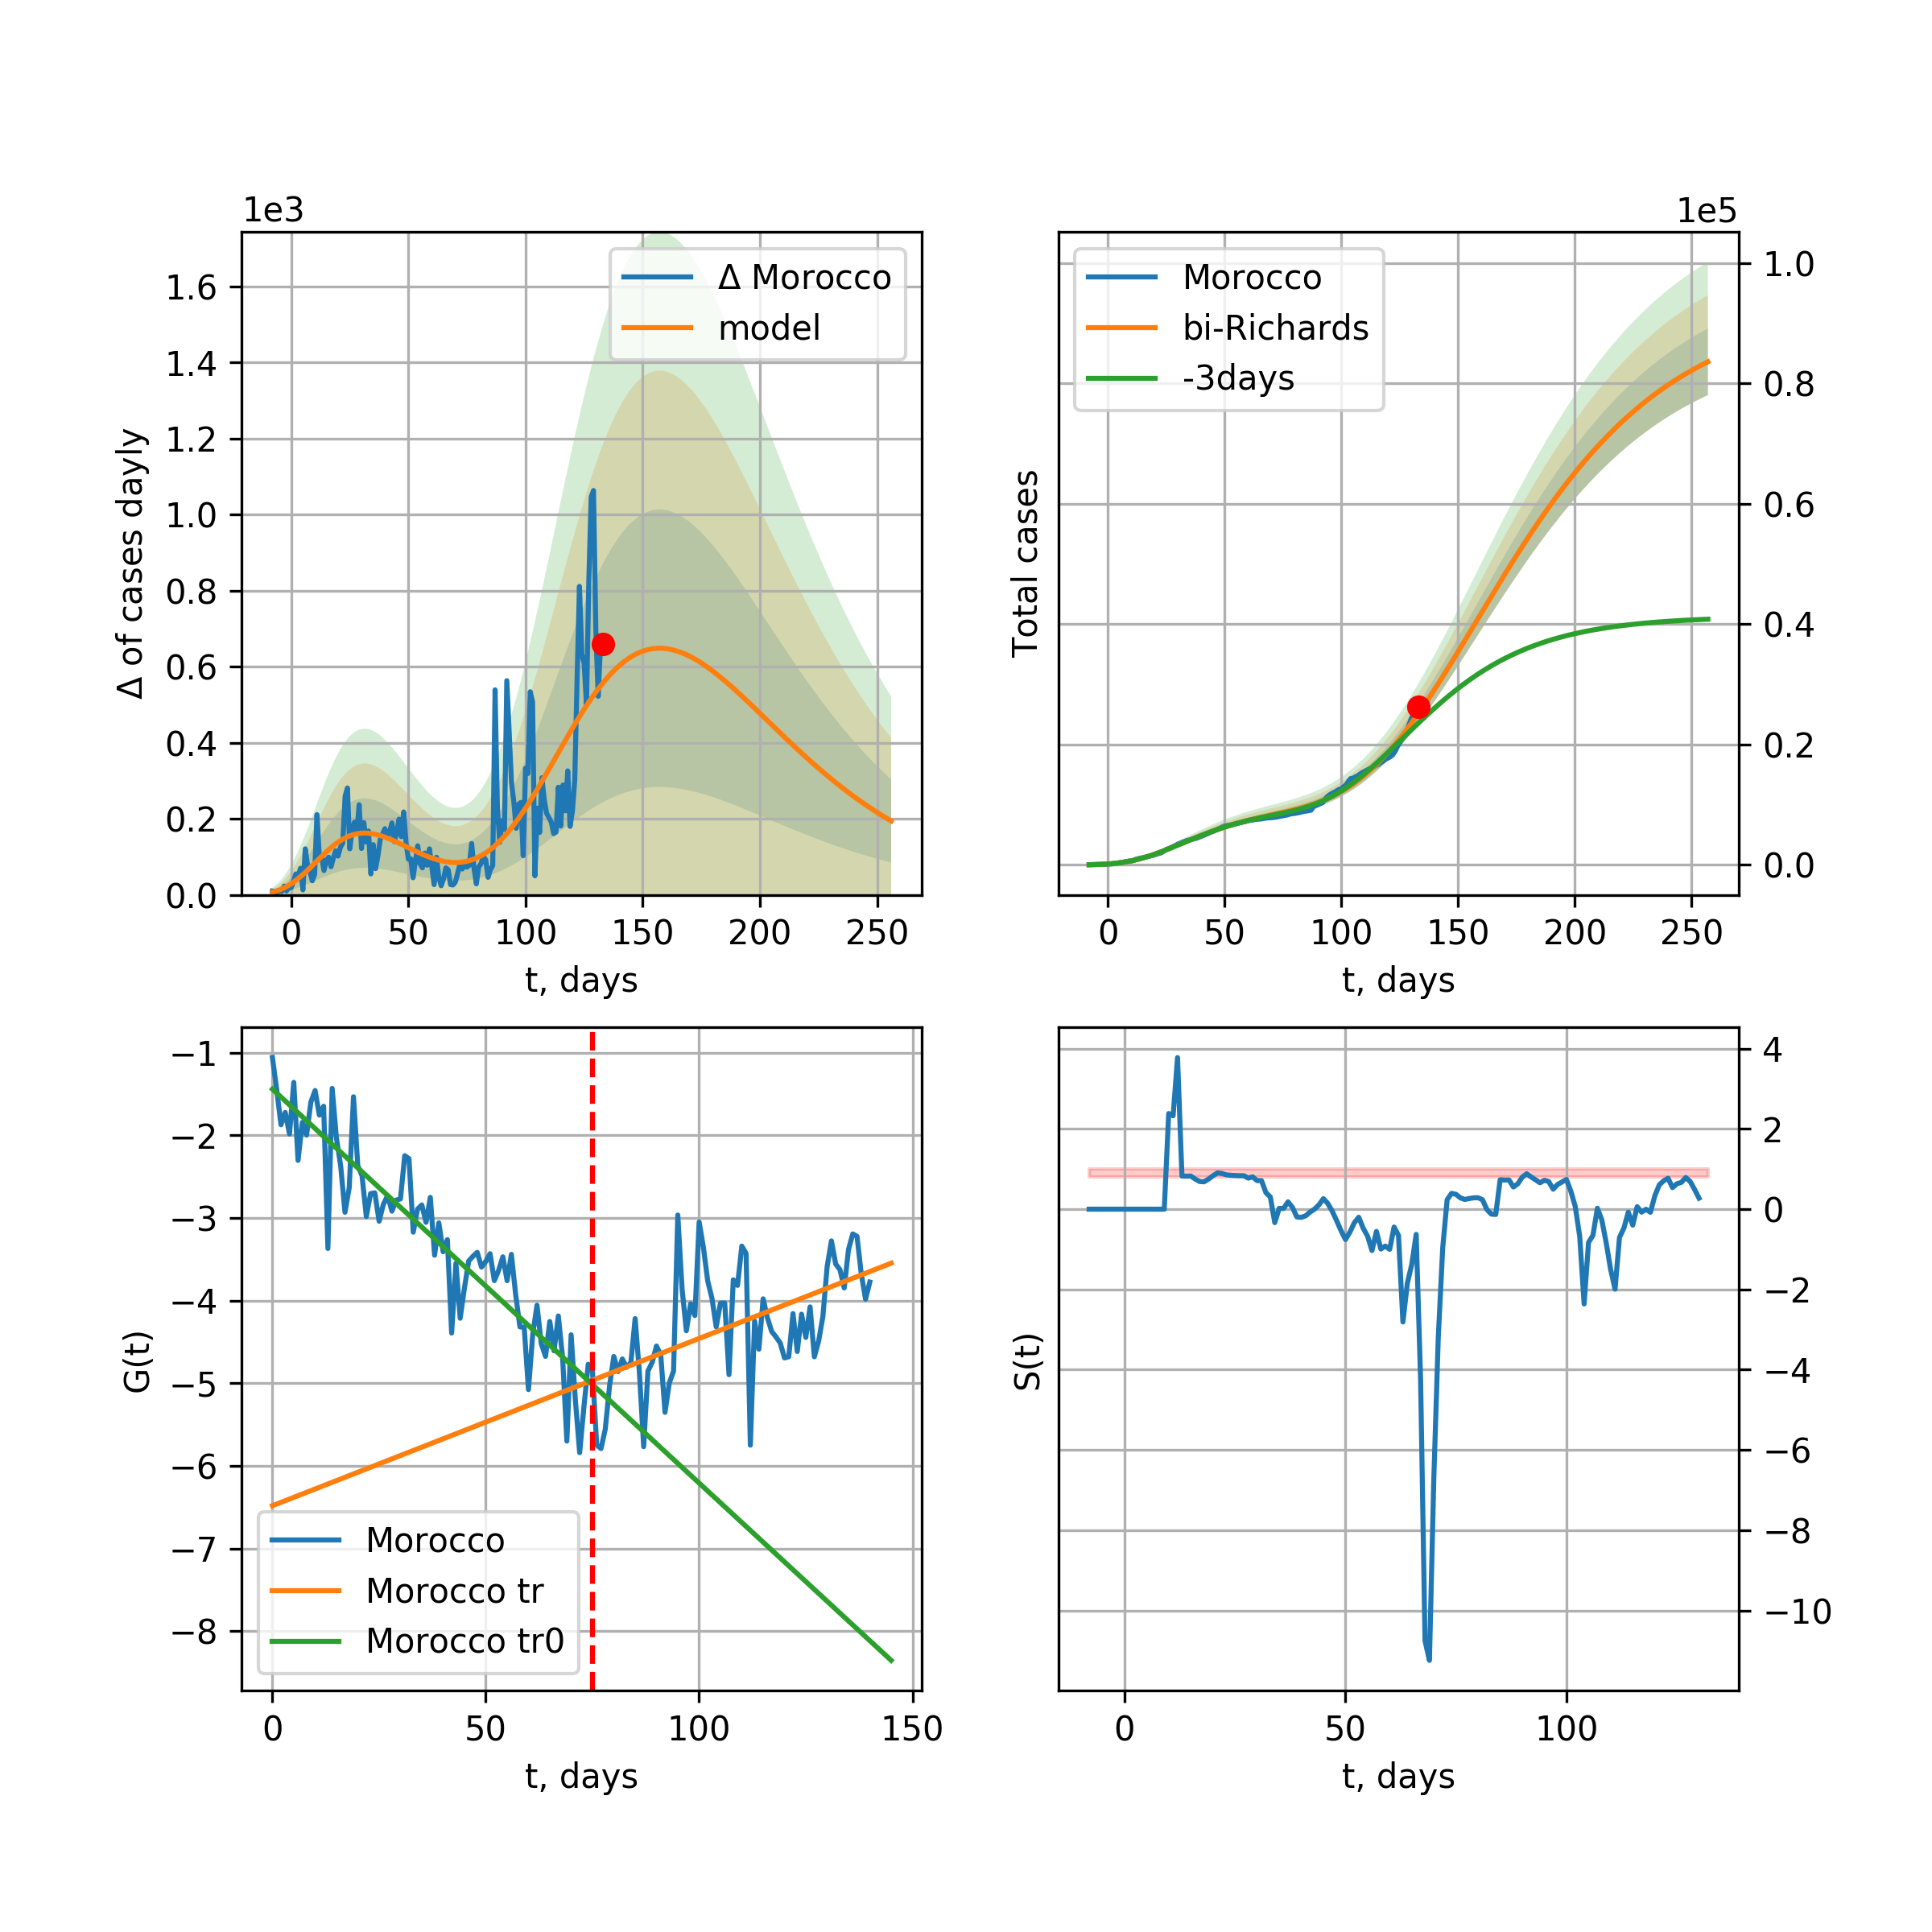 1e3
Δ of cases dayly
1.6
1.4
1.2
1.0
0.8
0.6
0.4
0.2
0.0
Δ Morocco
model
0 50 100 150 200 250
t, days
1e5
Total cases
Morocco
bi-Richards
-3days
1.0
0.8
0.6
0.4
0.2
0.0
0 50 100 150 200 250
t, days
G(t)
−1
−2
−3
−4
−5
−6
−7
−8
Morocco
Morocco tr
Morocco tr0
0 50 100 150
t, days
S(t)
4
2
0
−2
−4
−6
−8
−10
0 50 100
t, days